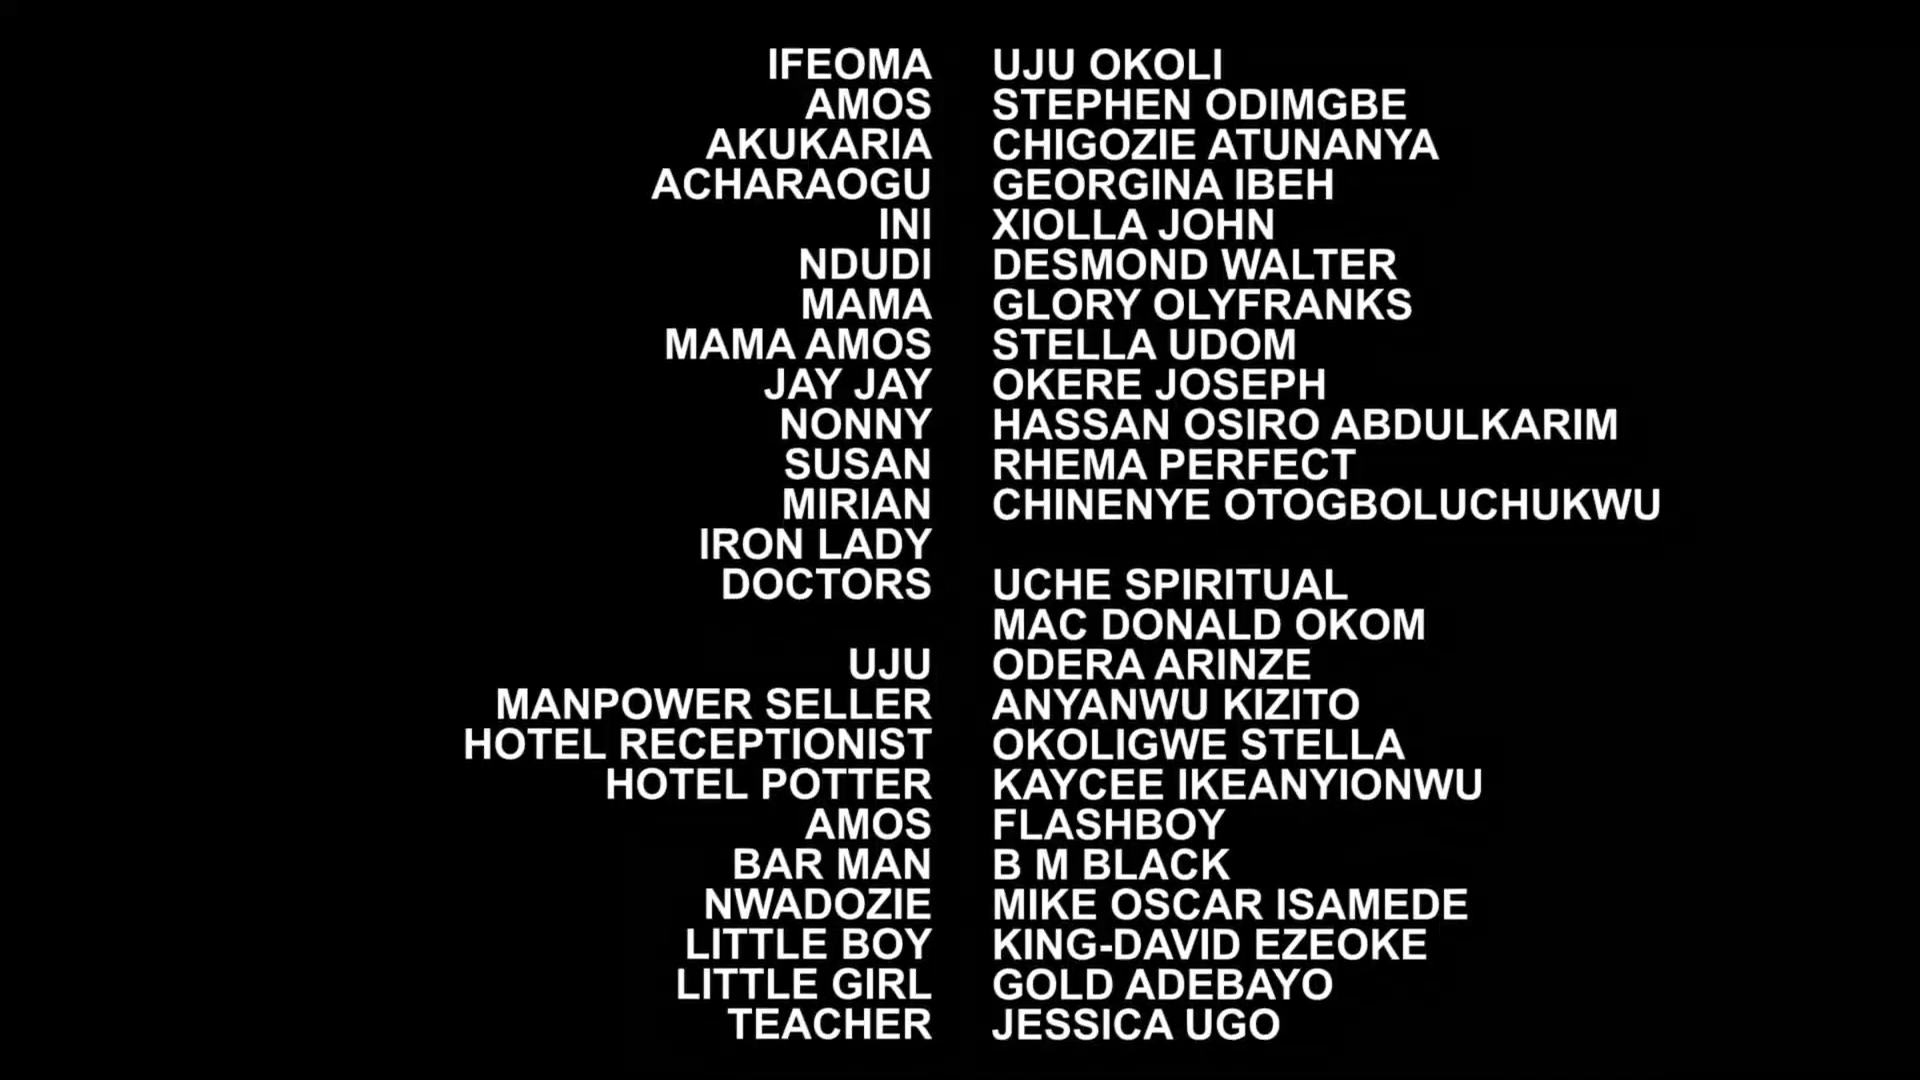 IFEOMA UJU OKOLI
AMOS STEPHEN ODIMGBE
AKUKARIA CHIGOZIE ATUNANYA
ACHARAOGU GEORGINA IBEH
INI XIOLLA JOHN
NDUDI DESMOND WALTER
MAMA GLORY OLYFRANKS
MAMA AMOS STELLA UDOM
JAY JAY OKERE JOSEPH
NONNY HASSAN OSIRO ABDULKARIM
SUSAN RHEMA PERFECT
MIRIAN CHINENYE OTOGBOLUCHUKWU
IRON LADY
DOCTORS UCHE SPIRITUAL
MAC DONALD OKOM
UJU ODERA ARINZE
MANPOWER SELLER ANYANWU KIZITO
HOTEL RECEPTIONIST OKOLIGWE STELLA
HOTEL POTTER KAYCEE IKEANYIONWU
AMOS FLASHBOY
BAR MAN B M BLACK
NWADOZIE MIKE OSCAR ISAMEDE
LITTLE BOY KING-DAVID EZEOKE
LITTLE GIRL GOLD ADEBAYO
TEACHER JESSICA UGO